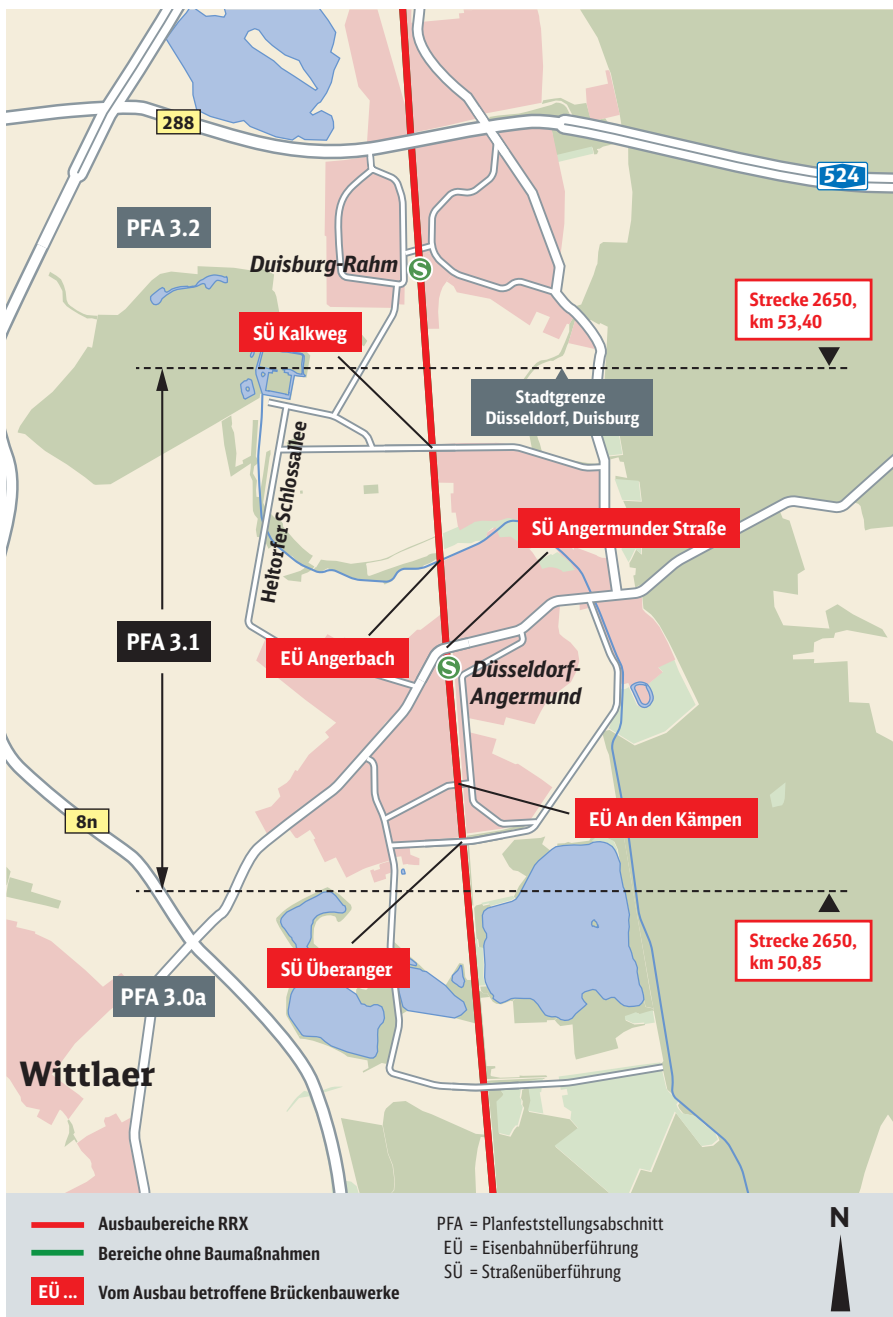 288
524
PFA 3.2
Duisburg-Rahm
S
Strecke 2650,
km 53,40
SÜ Kalkweg
Stadtgrenze
Düsseldorf, Duisburg
Heltorfer Schlossallee
SÜ Angermunder Straße
PFA 3.1
EÜ Angerbach
S
Düsseldorf-
Angermund
8n
EÜ An den Kämpen
SÜ Überanger
Strecke 2650,
km 50,85
PFA 3.0a
Wittlaer
Ausbaubereiche RRX
Bereiche ohne Baumaßnahmen
EÜ ... Vom Ausbau betroffene Brückenbauwerke
PFA = Planfeststellungsabschnitt
EÜ = Eisenbahnüberführung
SÜ = Straßenüberführung
N